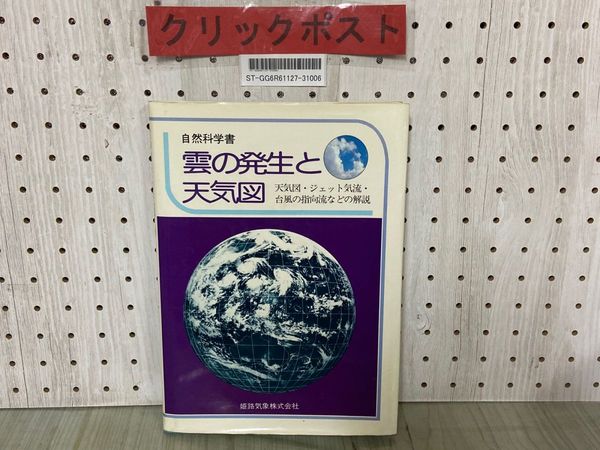 クリックポスト
ST-GG6R61127-31006
自然科学書
雲の発生と
天気図
天気図・ジェット気流・
台風の指向流などの解説
姫路気象株式会社